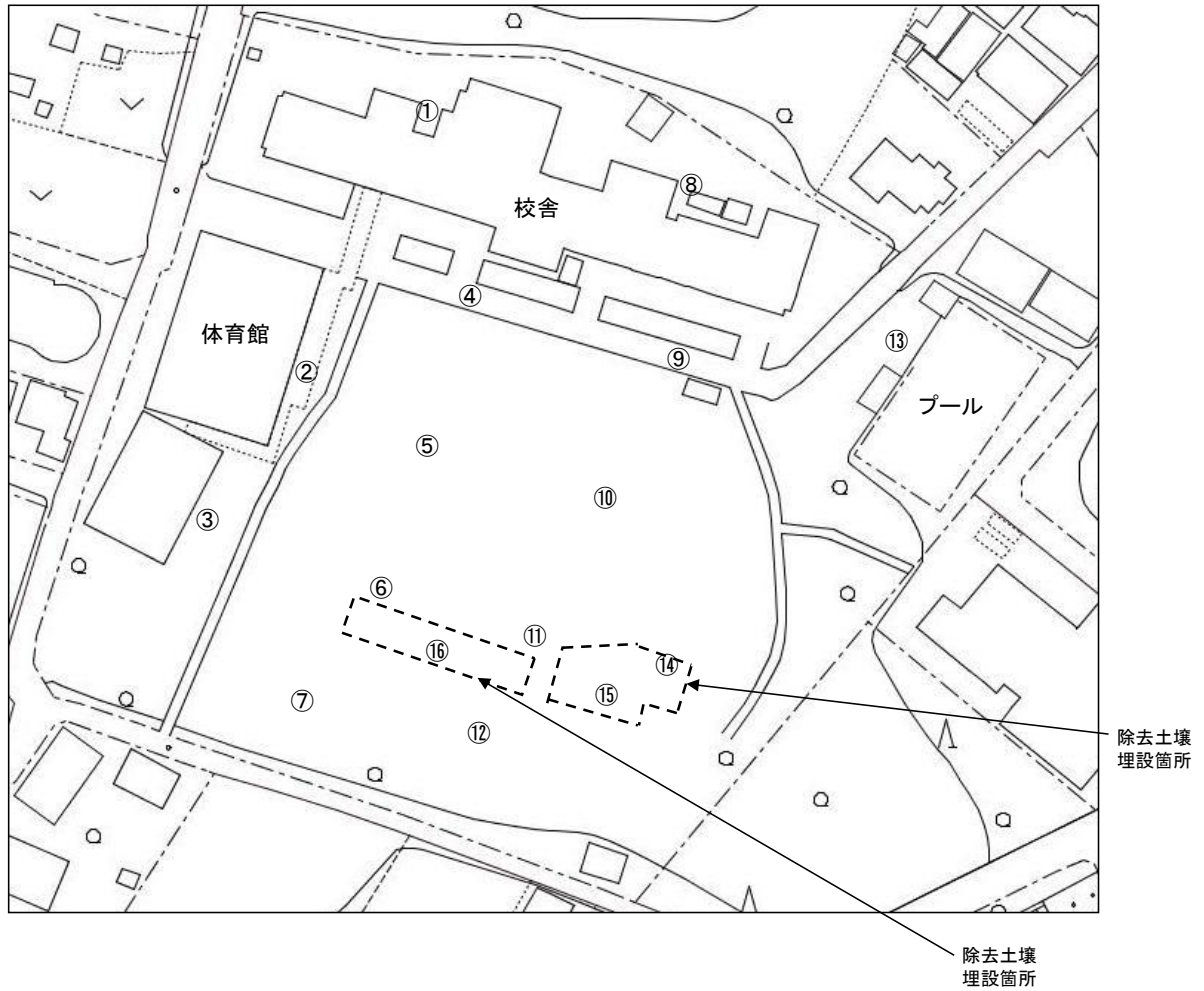 ①
⑧
校舎
④
体育館
②
⑨
⑬
プール
⑤
⑩
③
⑥
⑪
⑯
⑭
⑮
⑦
⑫
除去土壌
埋設箇所
除去土壌
埋設箇所